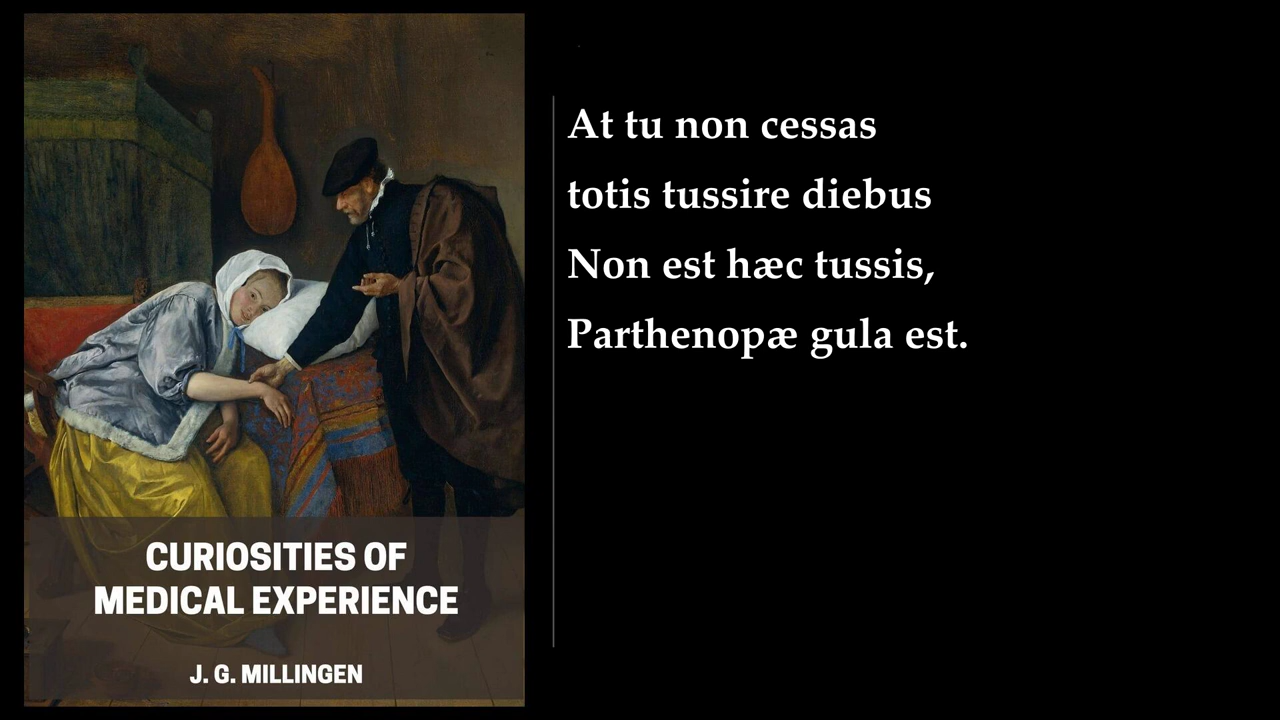 At tu non cessas
totis tussire diebus
Non est hæc tussis,
Parthenopæ gula est.
CURIOSITIES OF
MEDICAL EXPERIENCE
J. G. MILLINGEN